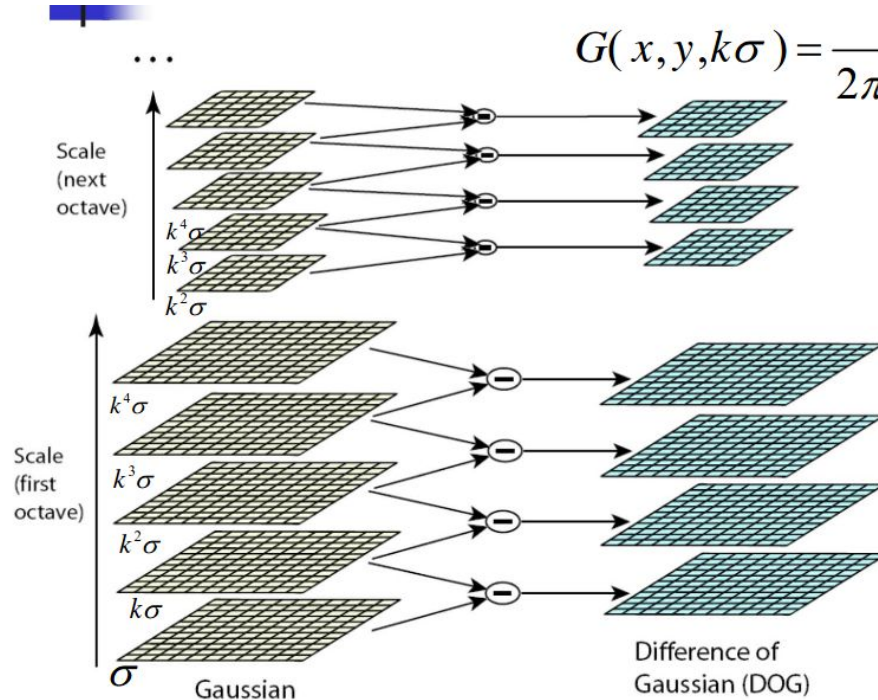 ...
G( x, y, kσ ) =
2π
Scale
(next
octave)
k⁴σ
k³σ
k²σ
Scale
(first
octave)
k⁴σ
k³σ
k²σ
kσ
σ
Gaussian
Difference of
Gaussian (DOG)